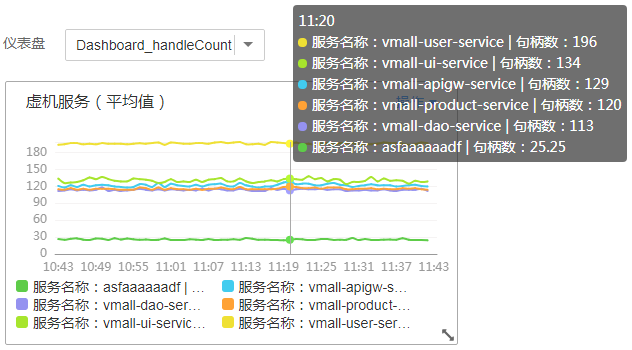 11:20
服务名称：vmall-user-service | 句柄数：196
仪表盘
Dashboard_handleCount
服务名称：vmall-ui-service | 句柄数：134
服务名称：vmall-apigw-service | 句柄数：129
虚机服务（平均值）
服务名称：vmall-product-service | 句柄数：120
服务名称：vmall-dao-service | 句柄数：113
服务名称：asfaaaaaadf | 句柄数：25.25
180
150
120
90
60
30
0
10:43 10:49 10:55 11:01 11:07 11:13 11:19 11:25 11:31 11:37 11:43
服务名称：asfaaaaaadf | ... 服务名称：vmall-apigw-s...
服务名称：vmall-dao-ser... 服务名称：vmall-product-...
服务名称：vmall-ui-servic... 服务名称：vmall-user-ser...